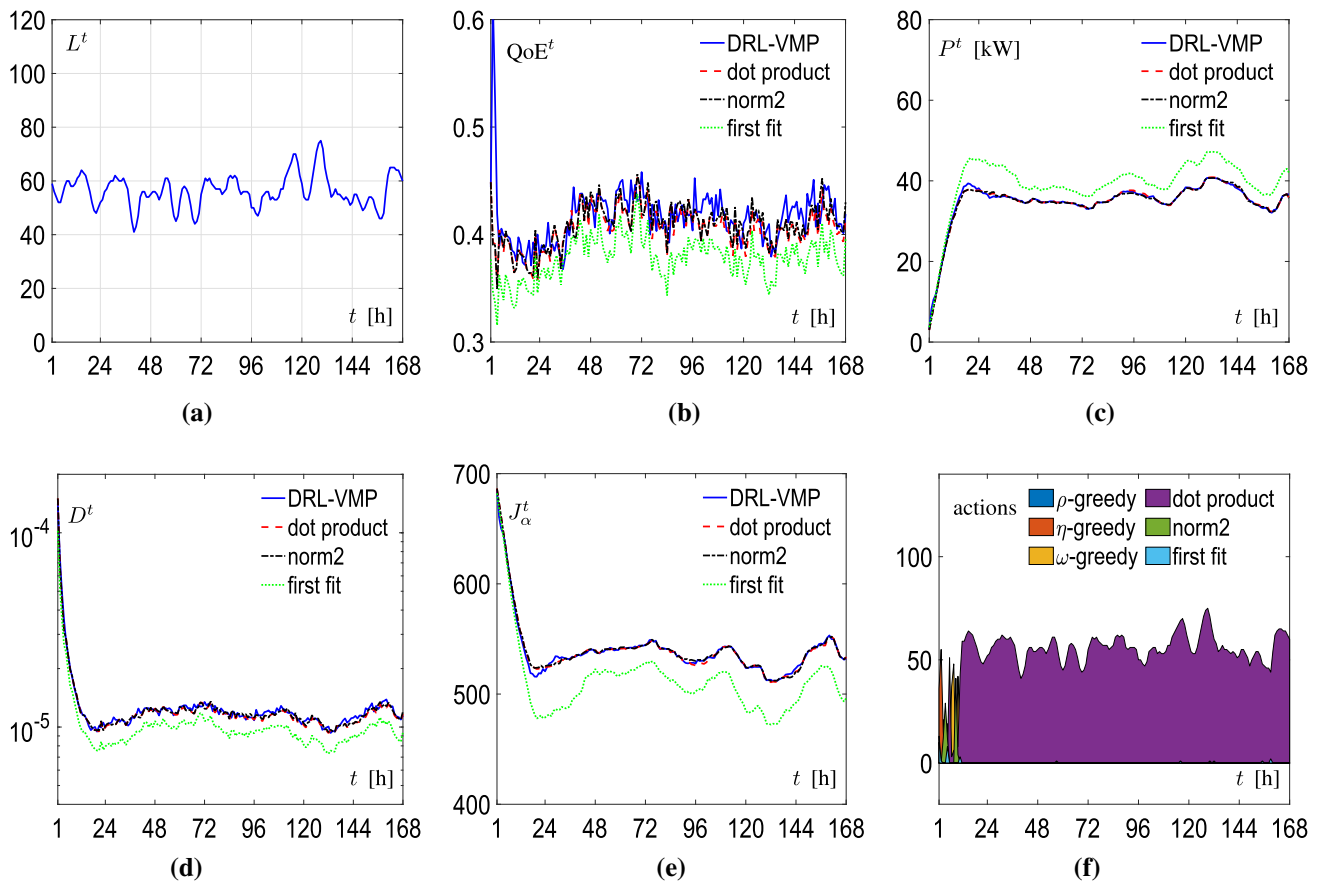 120
100
80
60
40
20
0
L^t
t [h]
1 24 48 72 96 120 144 168
(a)
0.6
0.5
0.4
0.3
QoE^t
DRL-VMP
dot product
norm2
first fit
t [h]
1 24 48 72 96 120 144 168
(b)
80
60
40
20
0
P^t [kW]
DRL-VMP
dot product
norm2
first fit
t [h]
1 24 48 72 96 120 144 168
(c)
10^-4
10^-5
D^t
DRL-VMP
dot product
norm2
first fit
t [h]
1 24 48 72 96 120 144 168
(d)
700
600
500
400
J_α^t
DRL-VMP
dot product
norm2
first fit
t [h]
1 24 48 72 96 120 144 168
(e)
100
50
0
actions
ρ-greedy dot product
η-greedy norm2
ω-greedy first fit
t [h]
1 24 48 72 96 120 144 168
(f)